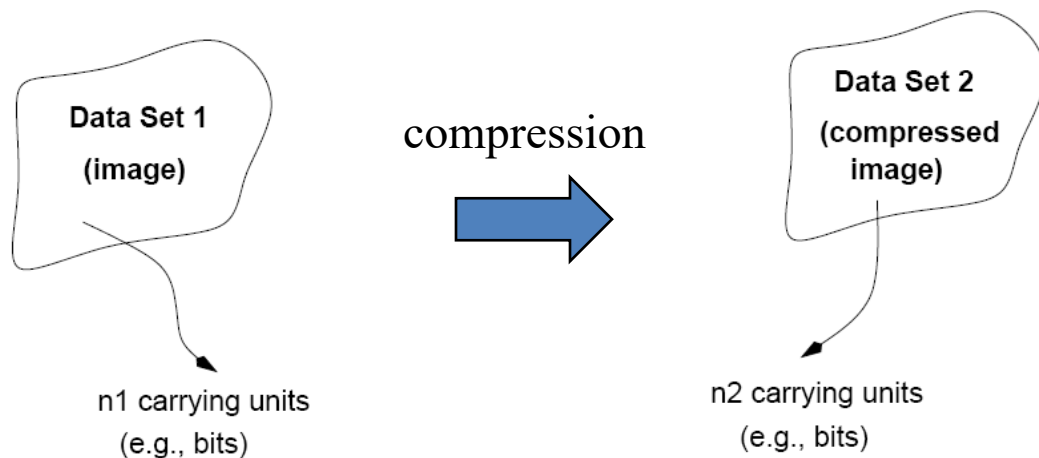 Data Set 1
(image)
n1 carrying units
(e.g., bits)
compression
Data Set 2
(compressed
image)
n2 carrying units
(e.g., bits)